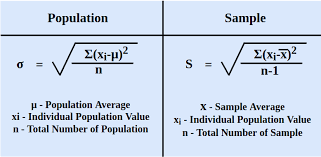 Population
σ = √Σ(xᵢ-μ)²/n
μ - Population Average
xi - Individual Population Value
n - Total Number of Population
Sample
S = √Σ(xᵢ-x̅)²/n-1
X - Sample Average
xᵢ - Individual Population Value
n - Total Number of Sample